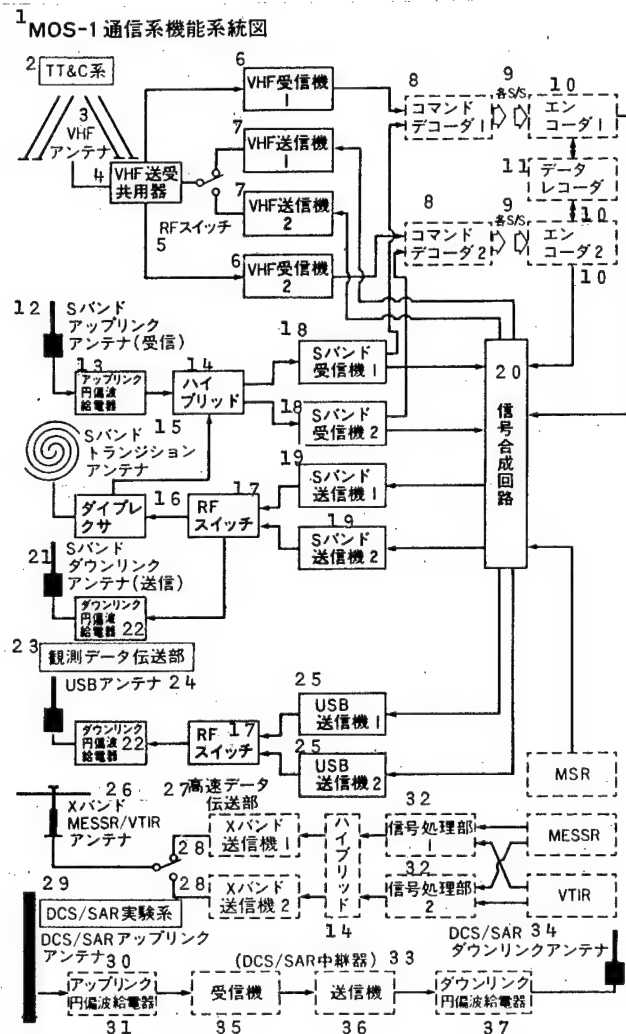 1
MOS-1通信系機能系統図
2
TT&C系
3
VHF
アンテナ
4
VHF送受
共用器
5
RFスイッチ
6
VHF受信機
1
7
VHF送信機
1
7
VHF送信機
2
6
VHF受信機
2
8
コマンド
デコーダ1
9
各S/S
10
エン
コーダ1
11
データ
レコーダ
8
コマンド
デコーダ2
9
各S/S
10
エン
コーダ2
10
12
Sバンド
アップリンク
アンテナ(受信)
13
アップリンク
円偏波
給電器
14
ハイ
ブリッド
15
Sバンド
トランジション
アンテナ
ダイプレ
クサ
16
17
RF
スイッチ
18
Sバンド
受信機1
18
Sバンド
受信機2
19
Sバンド
送信機1
19
Sバンド
送信機2
20
信号合成回路
21
Sバンド
ダウンリンク
アンテナ(送信)
ダウンリンク
円偏波
給電器
22
23
観測データ伝送部
USBアンテナ 24
ダウンリンク
円偏波
給電器
22
17
RF
スイッチ
25
USB
送信機1
25
USB
送信機2
MSR
26
Xバンド
MESSR/VTIR
アンテナ
27
高速データ
伝送部
28
Xバンド
送信機1
28
Xバンド
送信機2
ハイブリッド
14
32
信号処理部
1
32
信号処理部
2
MESSR
VTIR
29
DCS/SAR実験系
DCS/SARアップリンク
アンテナ
30
アップリンク
円偏波給電器
31
(DCS/SAR中継器) 33
受信機
35
送信機
36
DCS/SAR 34
ダウンリンクアンテナ
ダウンリンク
円偏波給電器
37